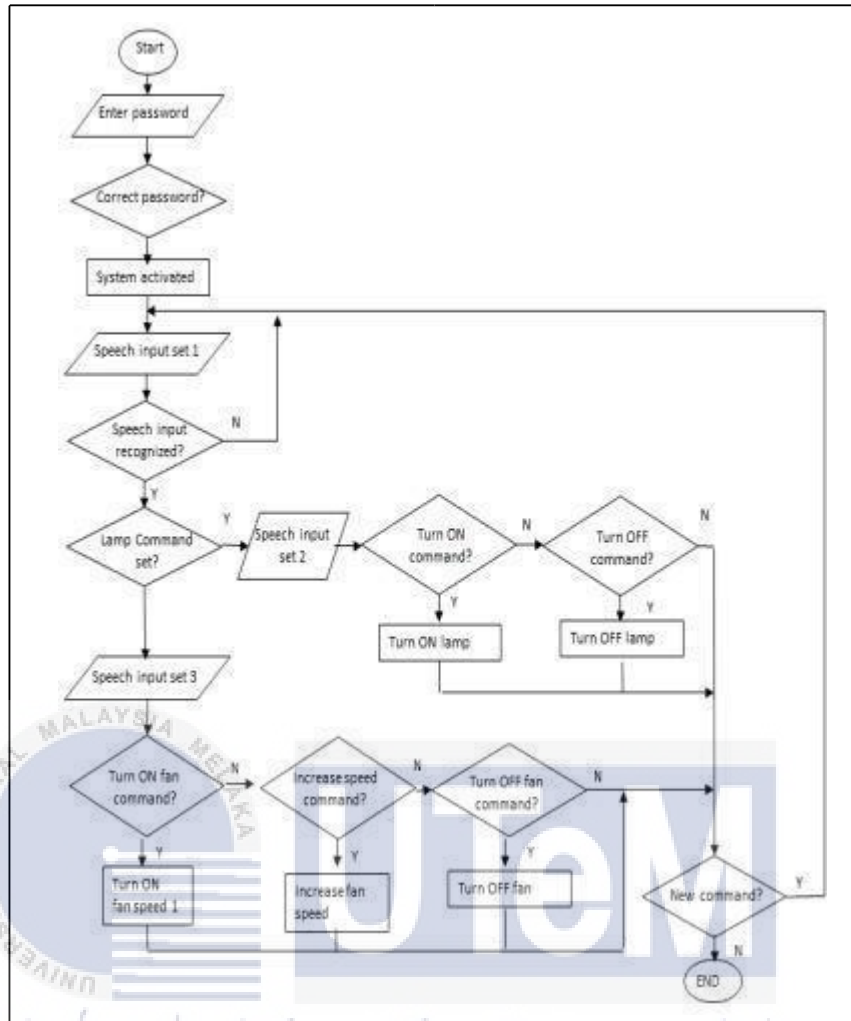 Start
Enter password
Correct password?
System activated
Speech input set 1
Speech input
recognized?
N
Y
Lamp Command
set?
Y
Speech input
set 2
Turn ON
command?
N
Turn OFF
command?
N
Y
Turn ON lamp
Y
Turn OFF lamp
Speech input set 3
Turn ON fan
command?
N
Increase speed
command?
N
Turn OFF fan
command?
N
Y
Turn ON
fan speed 1
Y
Increase fan
speed
Y
Turn OFF fan
New command?
Y
N
END
MALAYSIA
UTeM